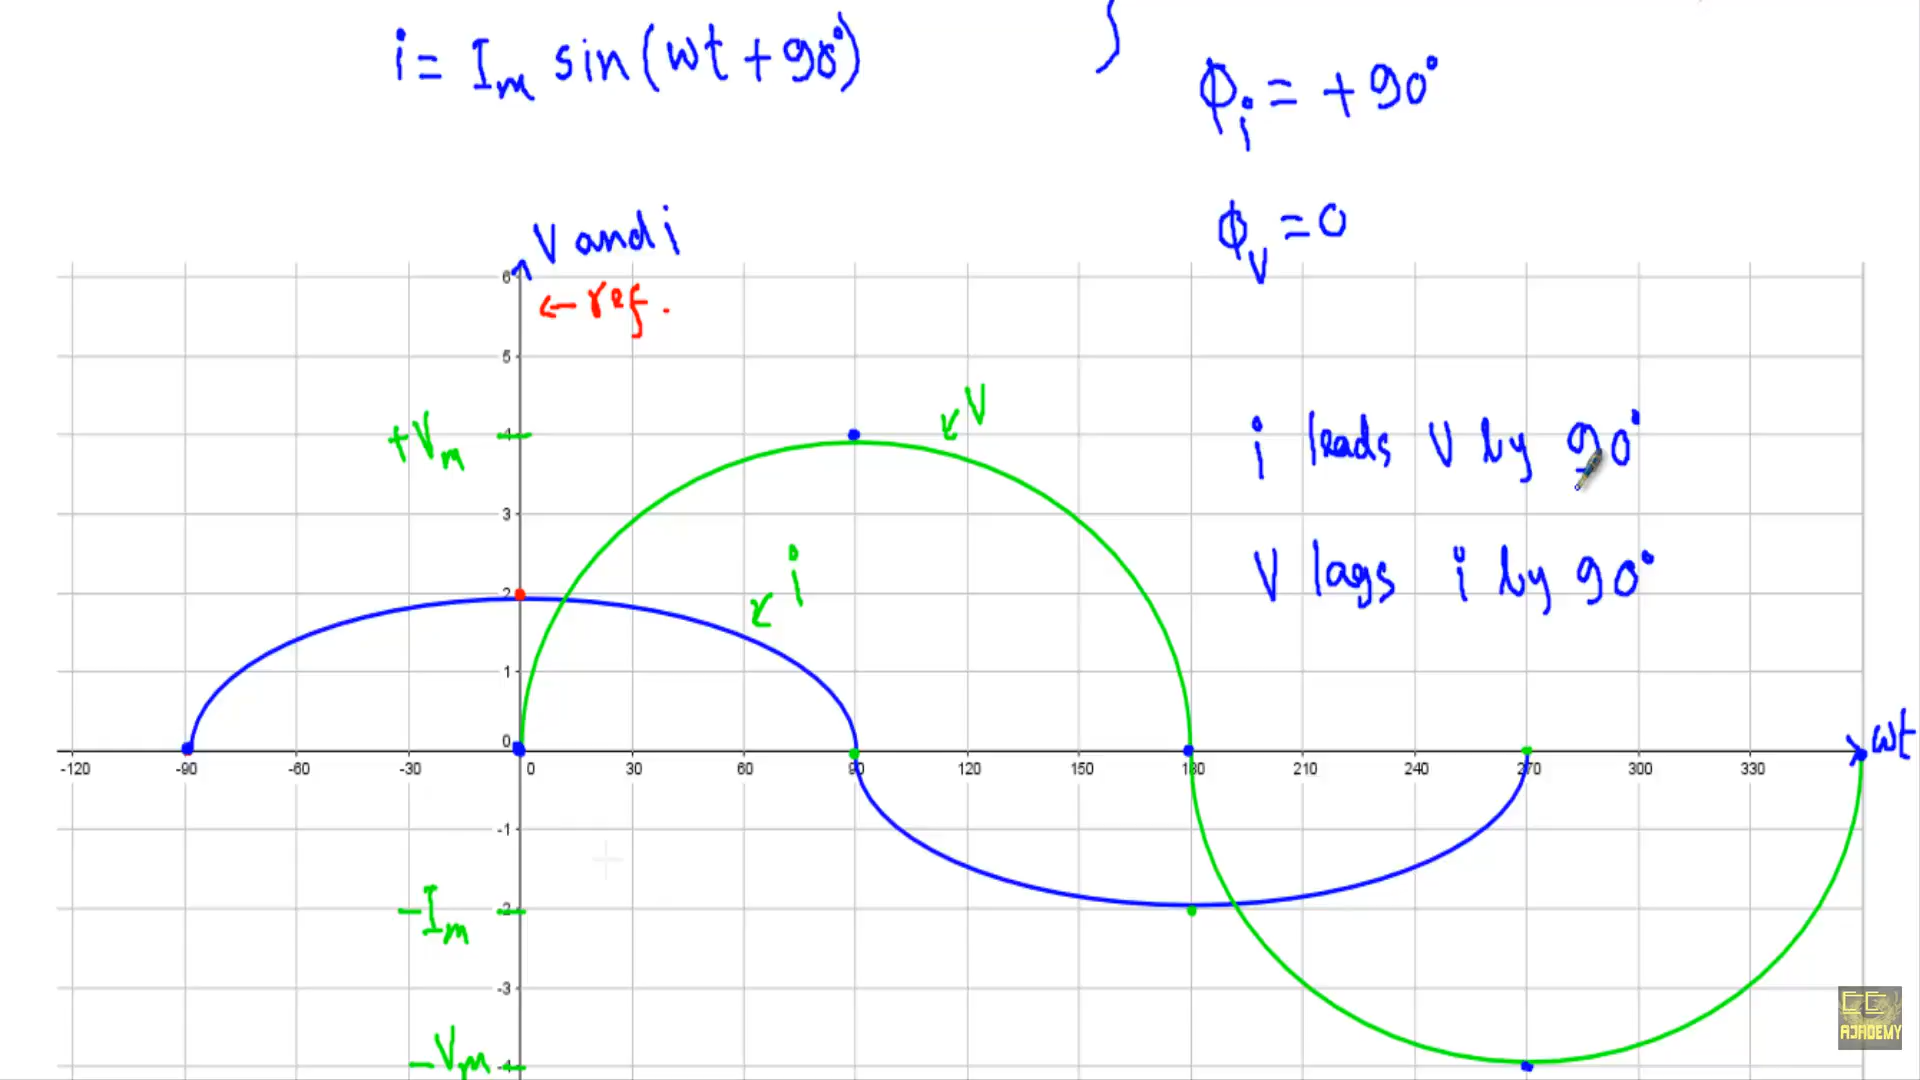 i = Im sin(wt + 90°)
ϕi = +90°
ϕv = 0
V and i
← ref.
6
5
+Vm
4
V
i leads V by 90°
3
i
V lags i by 90°
2
1
0
wt
-120 -90 -60 -30 0 30 60 90 120 150 180 210 240 270 300 330
-1
-Im
-2
-3
-Vm
-4
EE
AJADEMY